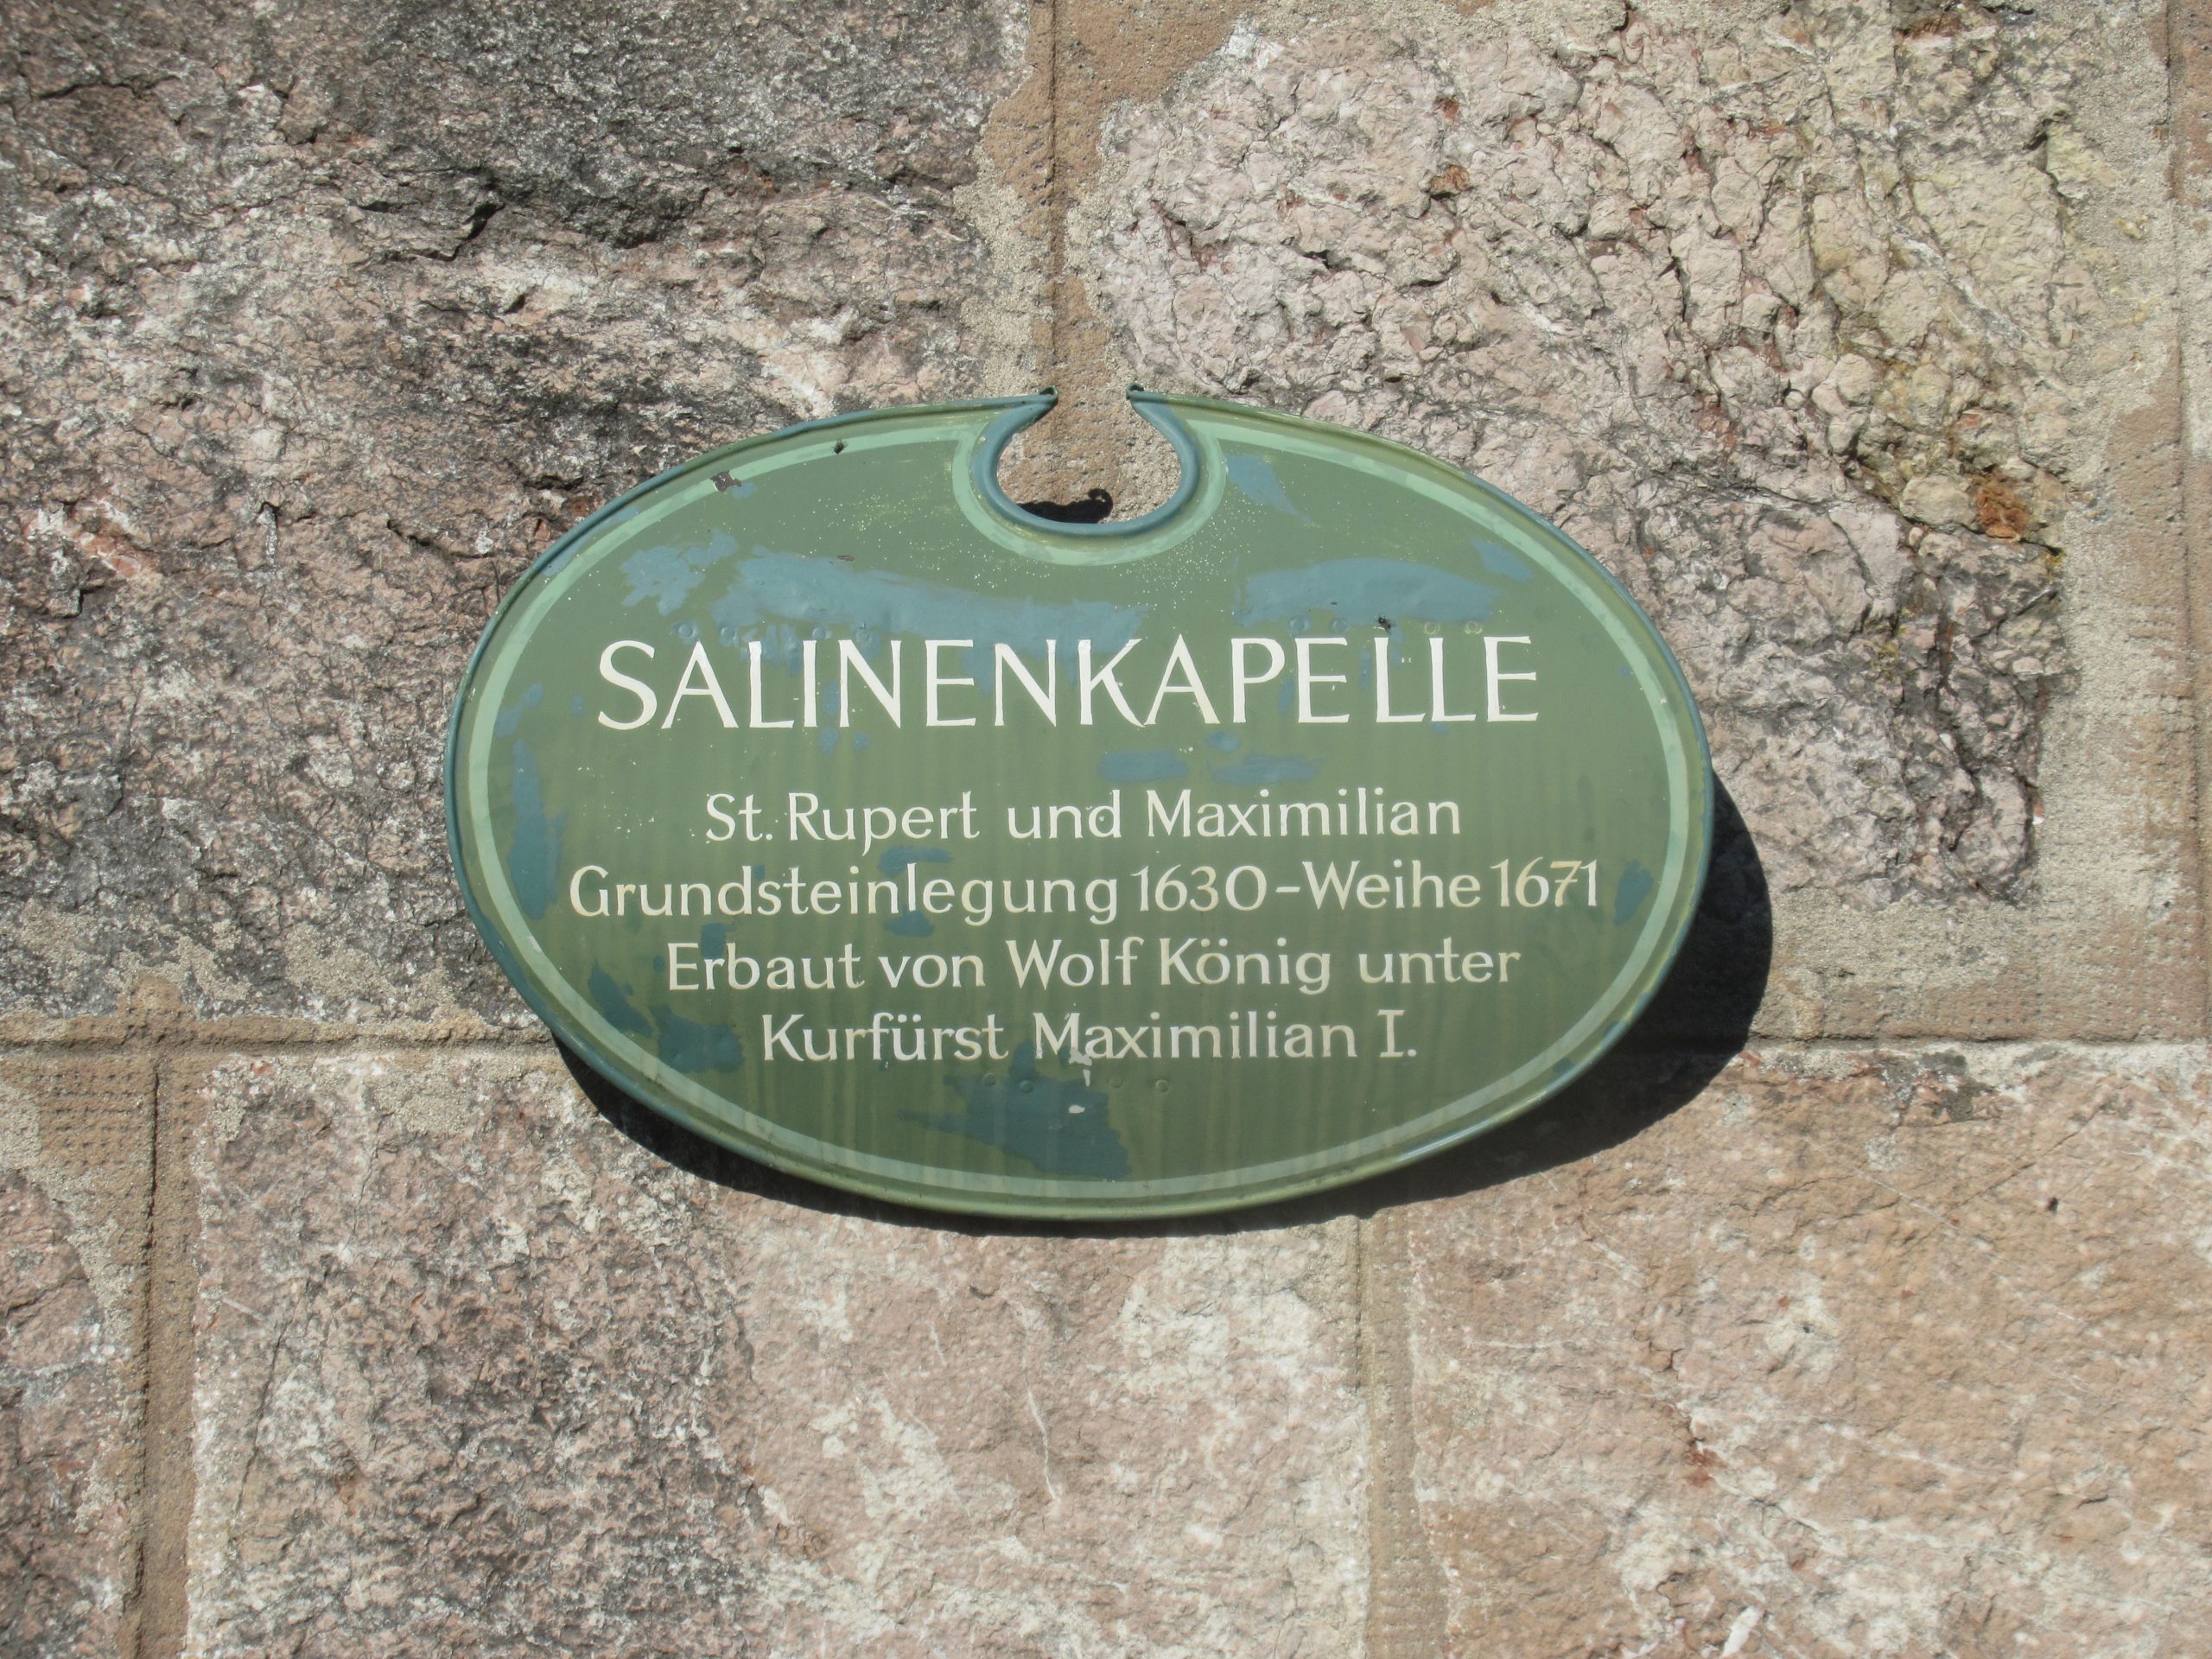 SALINENKAPELLE
St. Rupert und Maximilian
Grundsteinlegung 1630-Weihe 1671
Erbaut von Wolf König unter
Kurfürst Maximilian I.